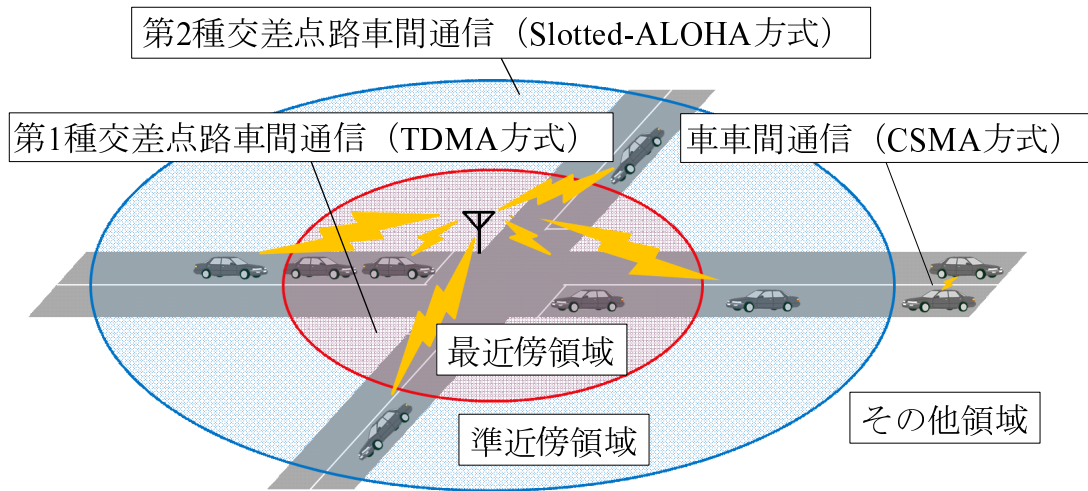 第2種交差点路車間通信（Slotted-ALOHA方式）
第1種交差点路車間通信（TDMA方式）
車車間通信（CSMA方式）
最近傍領域
準近傍領域
その他領域